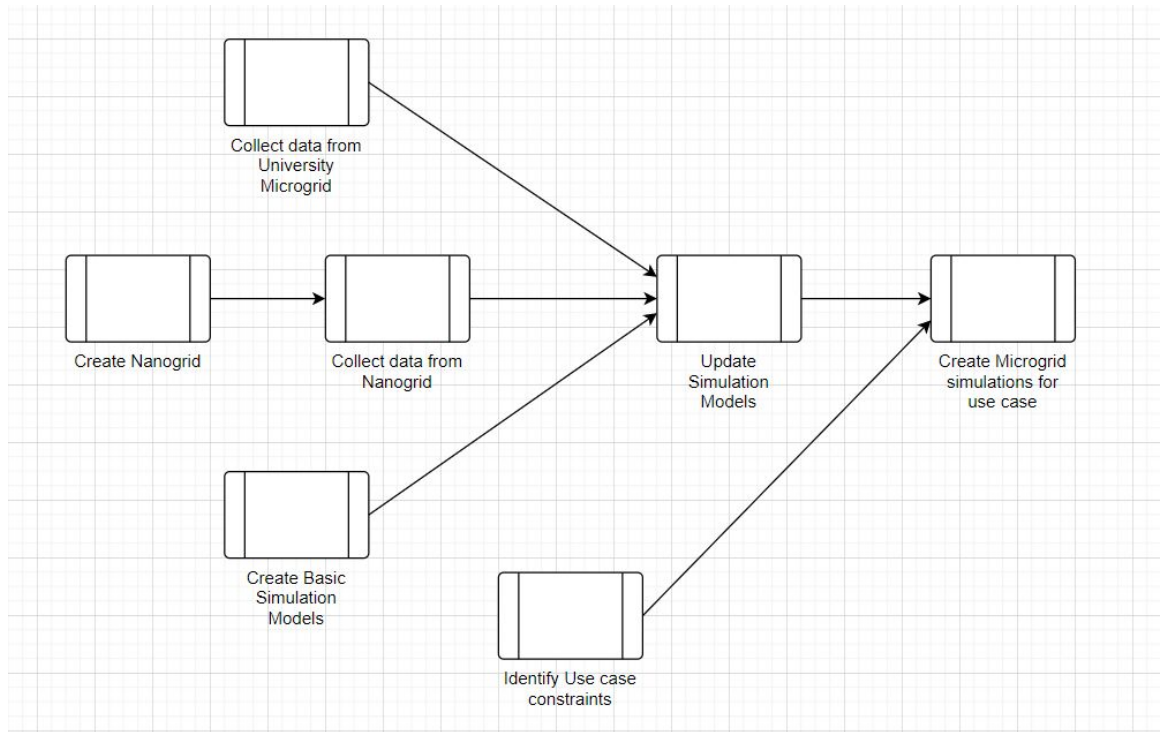 Collect data from
University
Microgrid
Create Nanogrid
Collect data from
Nanogrid
Update
Simulation
Models
Create Microgrid
simulations for
use case
Create Basic
Simulation
Models
Identify Use case
constraints